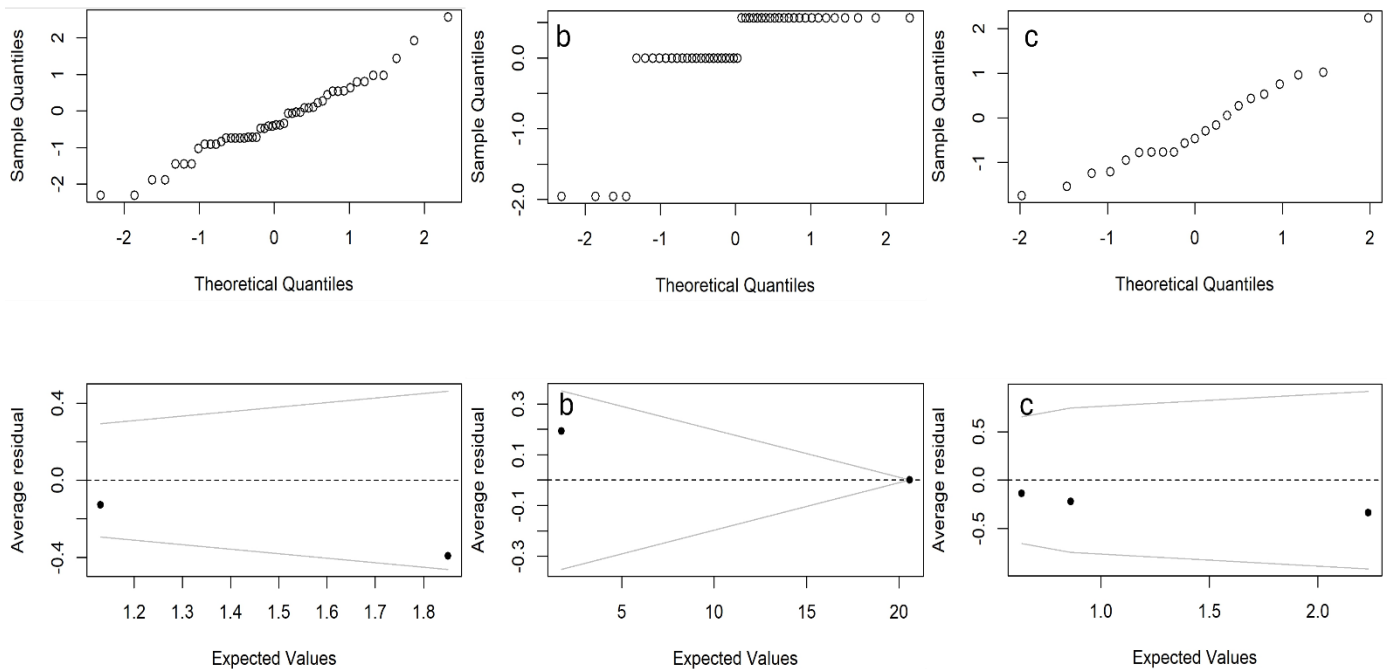 Sample Quantiles
2
1
0
-1
-2
-2 -1 0 1 2
Theoretical Quantiles
b
Sample Quantiles
0.0
-1.0
-2.0
-2 -1 0 1 2
Theoretical Quantiles
c
Sample Quantiles
2
1
0
-1
-2 -1 0 1 2
Theoretical Quantiles
Average residual
0.4
0.0
-0.4
1.2 1.3 1.4 1.5 1.6 1.7 1.8
Expected Values
b
Average residual
0.3
0.1
-0.1
-0.3
5 10 15 20
Expected Values
c
Average residual
0.5
0.0
-0.5
1.0 1.5 2.0
Expected Values